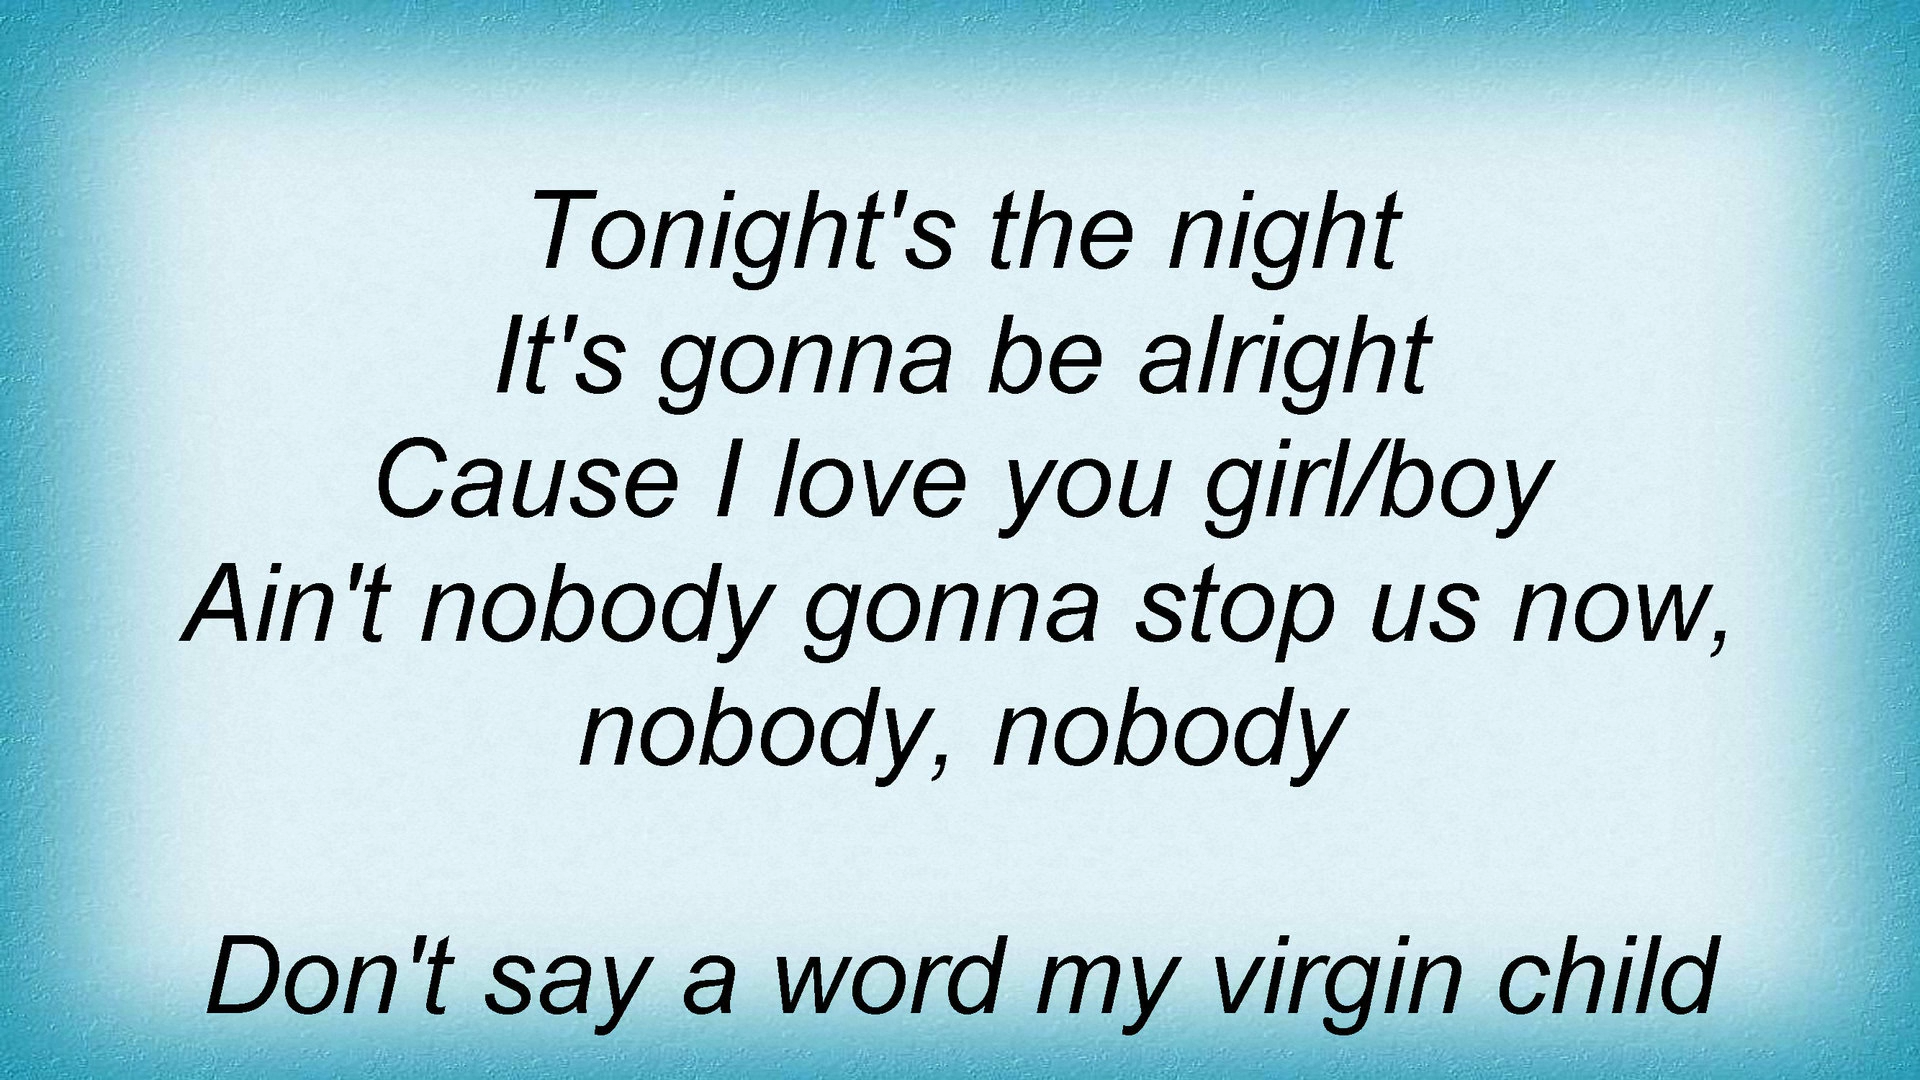 Tonight's the night
It's gonna be alright
Cause I love you girl/boy
Ain't nobody gonna stop us now,
nobody, nobody
Don't say a word my virgin child